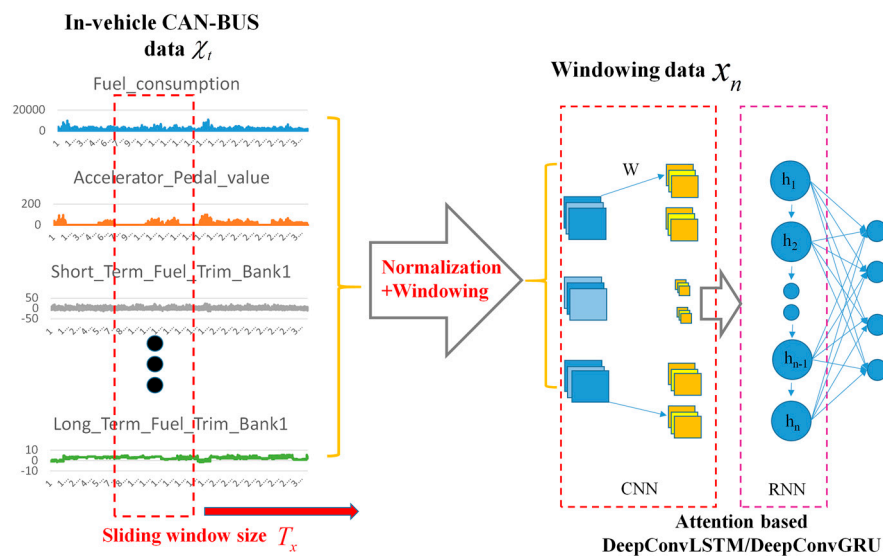 In-vehicle CAN-BUS
data χt
Fuel_consumption
20000
0
Accelerator_Pedal_value
200
0
Short_Term_Fuel_Trim_Bank1
50
0
-50
Long_Term_Fuel_Trim_Bank1
10
0
-10
Sliding window size Tx
Normalization
+Windowing
Windowing data xn
W
CNN
h1
h2
hn-1
hn
RNN
Attention based
DeepConvLSTM/DeepConvGRU